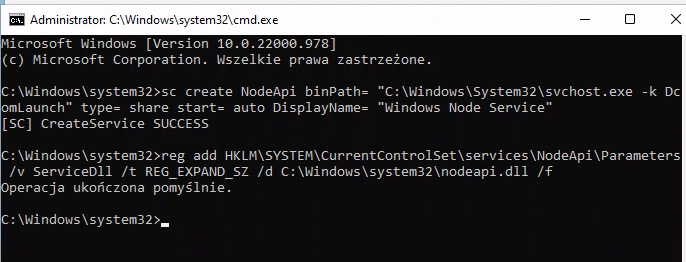 Administrator: C:\Windows\system32\cmd.exe
Microsoft Windows [Version 10.0.22000.978]
(c) Microsoft Corporation. Wszelkie prawa zastrzeżone.
C:\Windows\system32>sc create NodeApi binPath= "C:\Windows\System32\svchost.exe -k Dc
omLaunch" type= share start= auto DisplayName= "Windows Node Service"
[SC] CreateService SUCCESS
C:\Windows\system32>reg add HKLM\SYSTEM\CurrentControlSet\services\NodeApi\Parameters
/v ServiceDll /t REG_EXPAND_SZ /d C:\Windows\system32\nodeapi.dll /f
Operacja ukończona pomyślnie.
C:\Windows\system32>